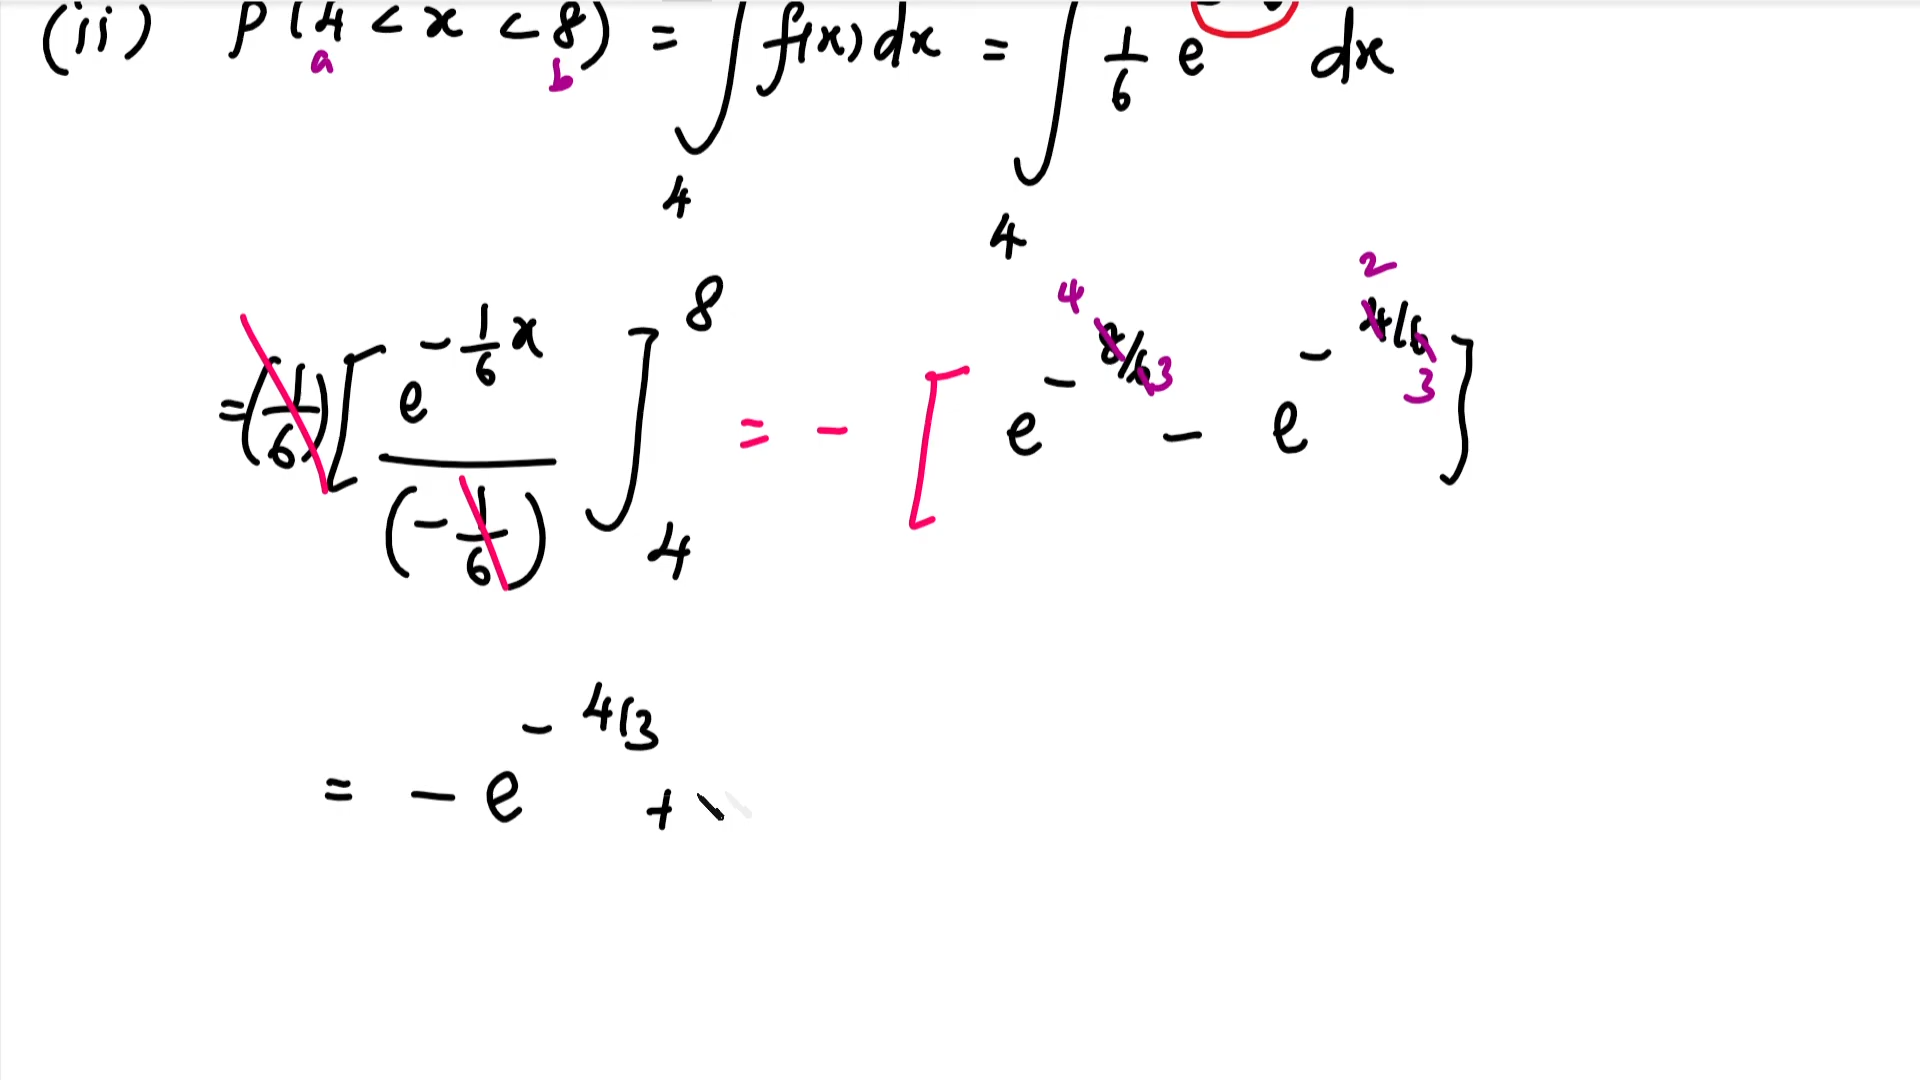 (ii) P(4 < x < 8) = ∫ f(x) dx = ∫ 1/6 e dx
a b
4 4
= (1/6) [ e^(-1/6 x) / (-1/6) ]_4^8 = - [ e^(-8/6) - e^(-4/6) ]
4 3 2 3
= - e^(-4/3) +